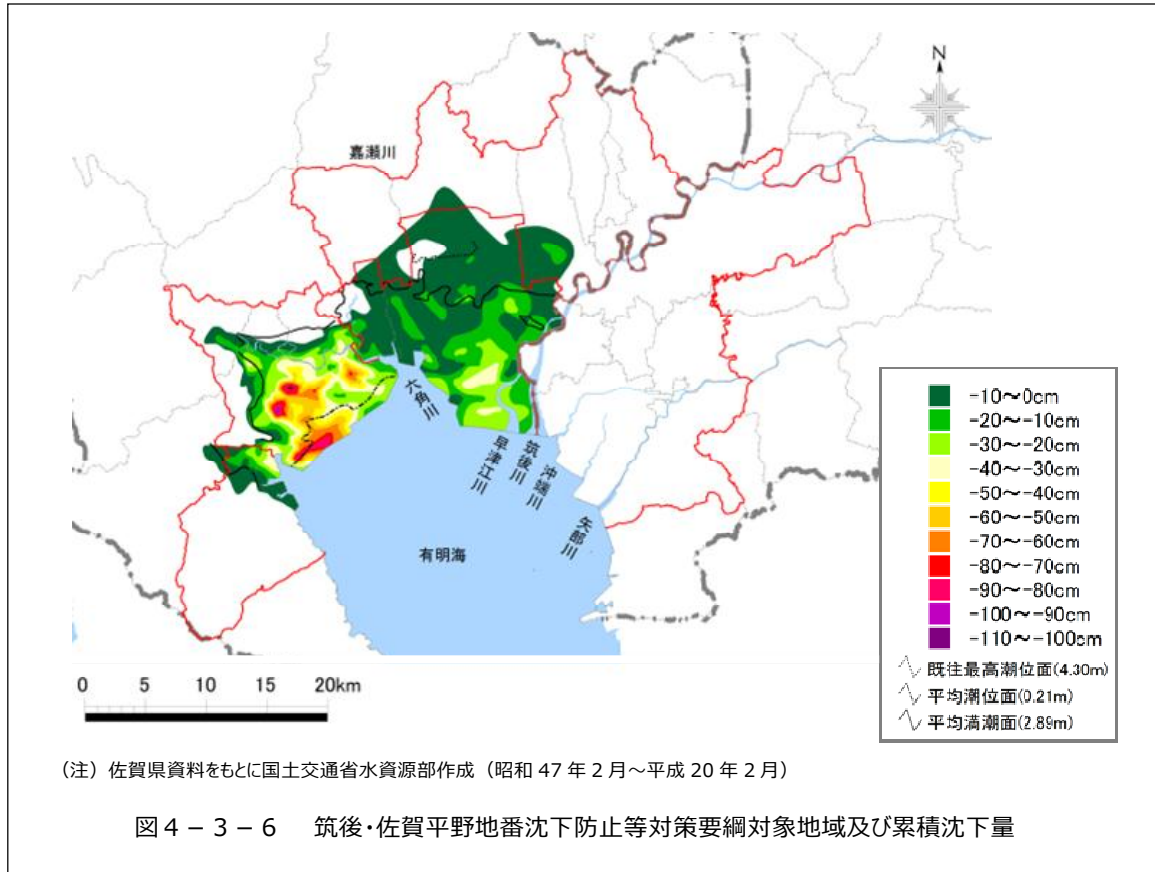 N
嘉瀬川
六角川
早津江川
筑後川
沖端川
矢部川
有明海
-10～0cm
-20～-10cm
-30～-20cm
-40～-30cm
-50～-40cm
-60～-50cm
-70～-60cm
-80～-70cm
-90～-80cm
-100～-90cm
-110～-100cm
既往最高潮位面(4.30m)
平均潮位面(0.21m)
平均満潮面(2.89m)
0 5 10 15 20km
（注）佐賀県資料をもとに国土交通省水資源部作成（昭和 47 年 2 月～平成 20 年 2 月）
図４－３－６ 筑後・佐賀平野地番沈下防止等対策要綱対象地域及び累積沈下量